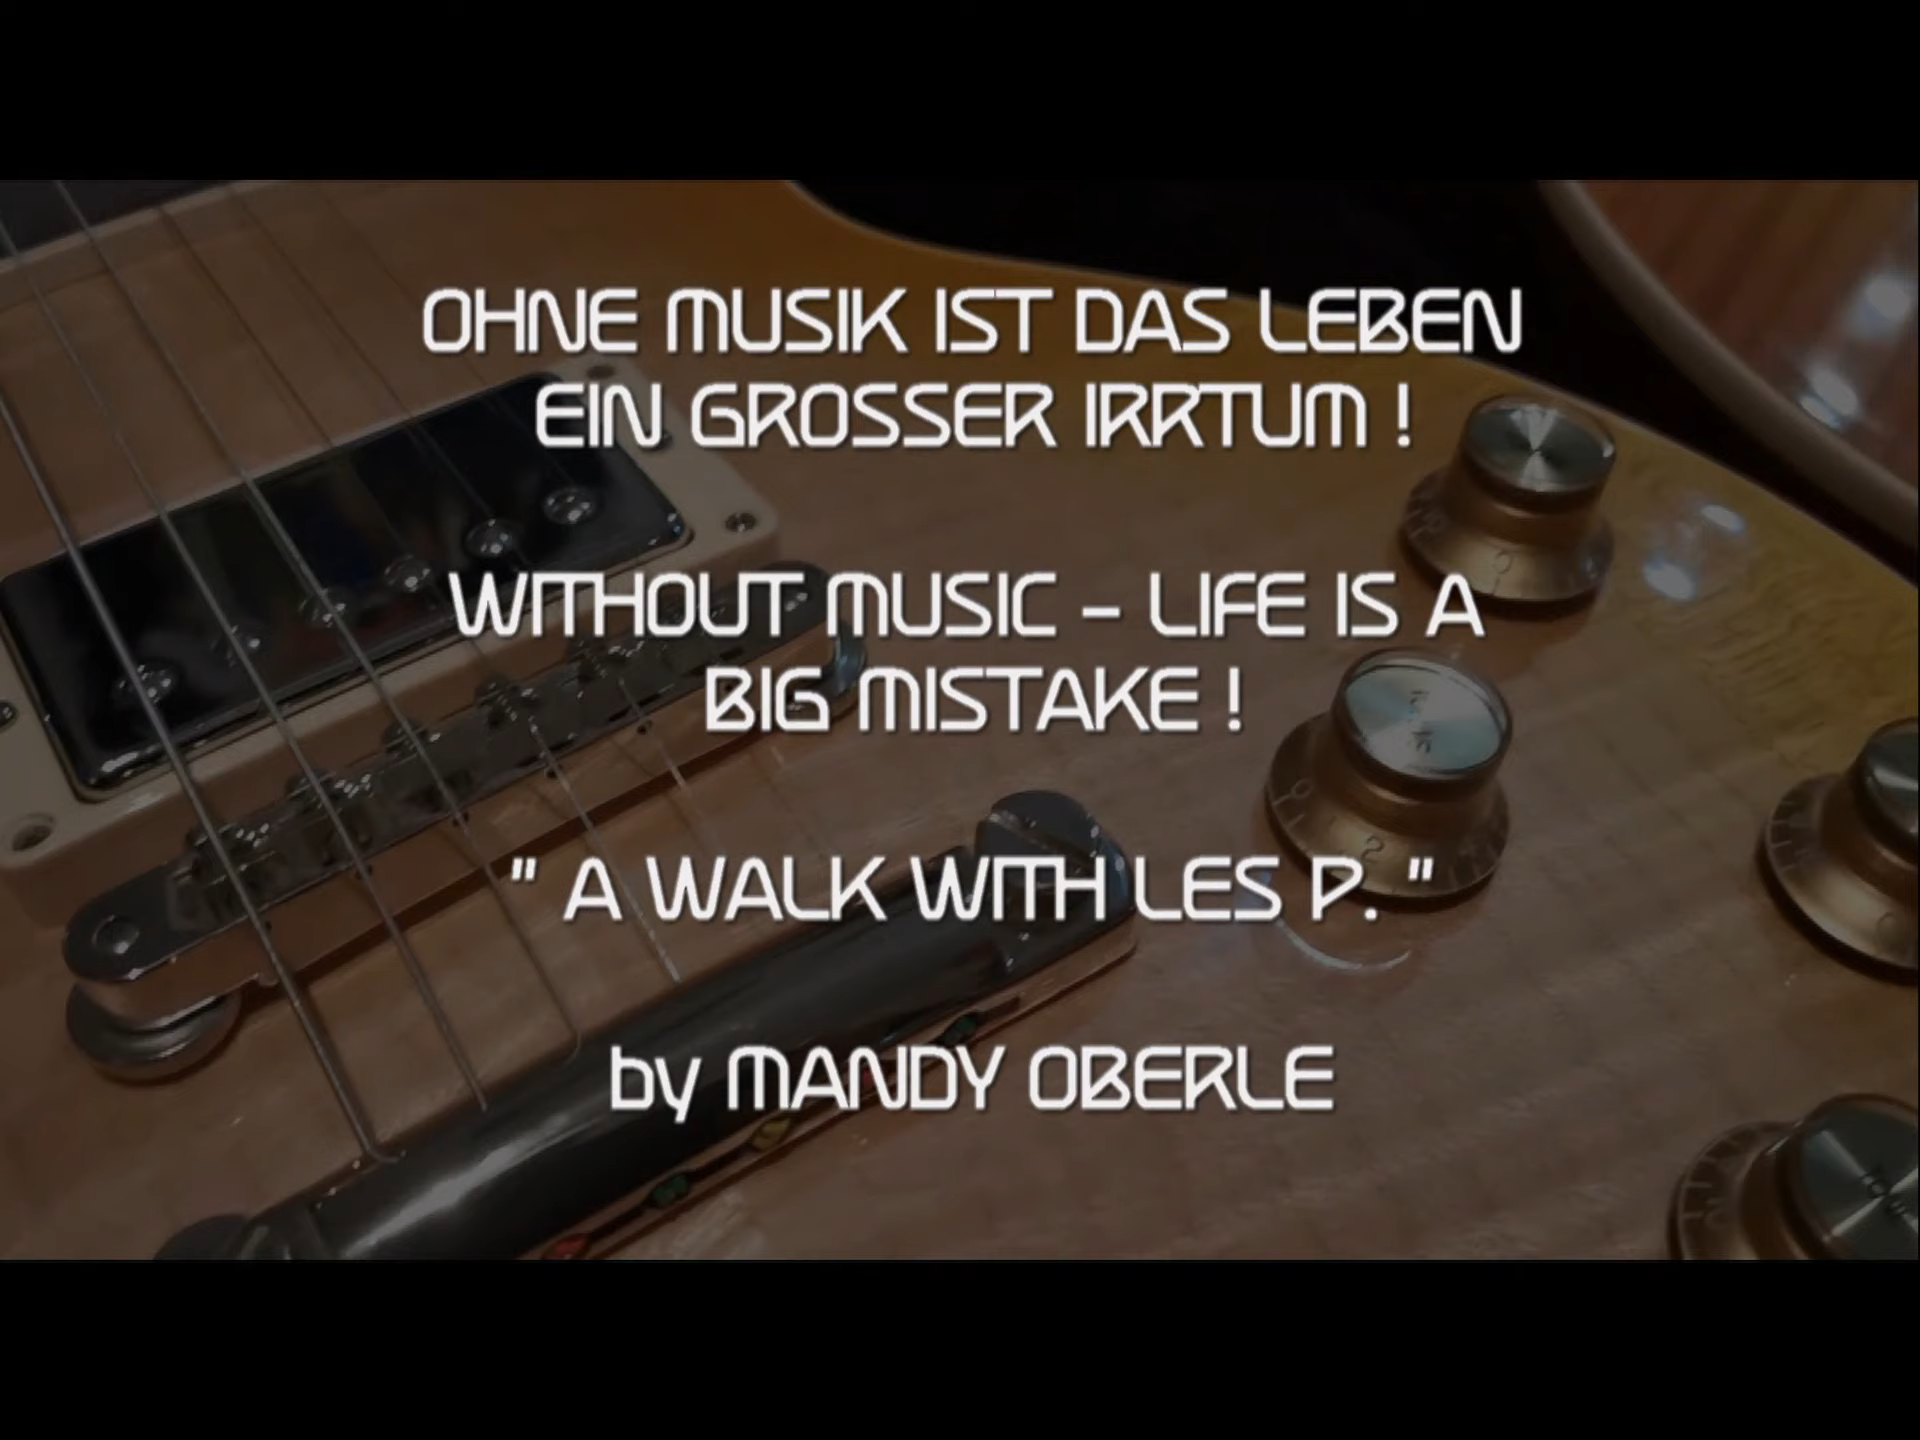 OHNE MUSIK IST DAS LEBEN
EIN GROSSER IRRTUM !
WITHOUT MUSIC – LIFE IS A
BIG MISTAKE !
" A WALK WITH LES P. "
by MANDY OBERLE